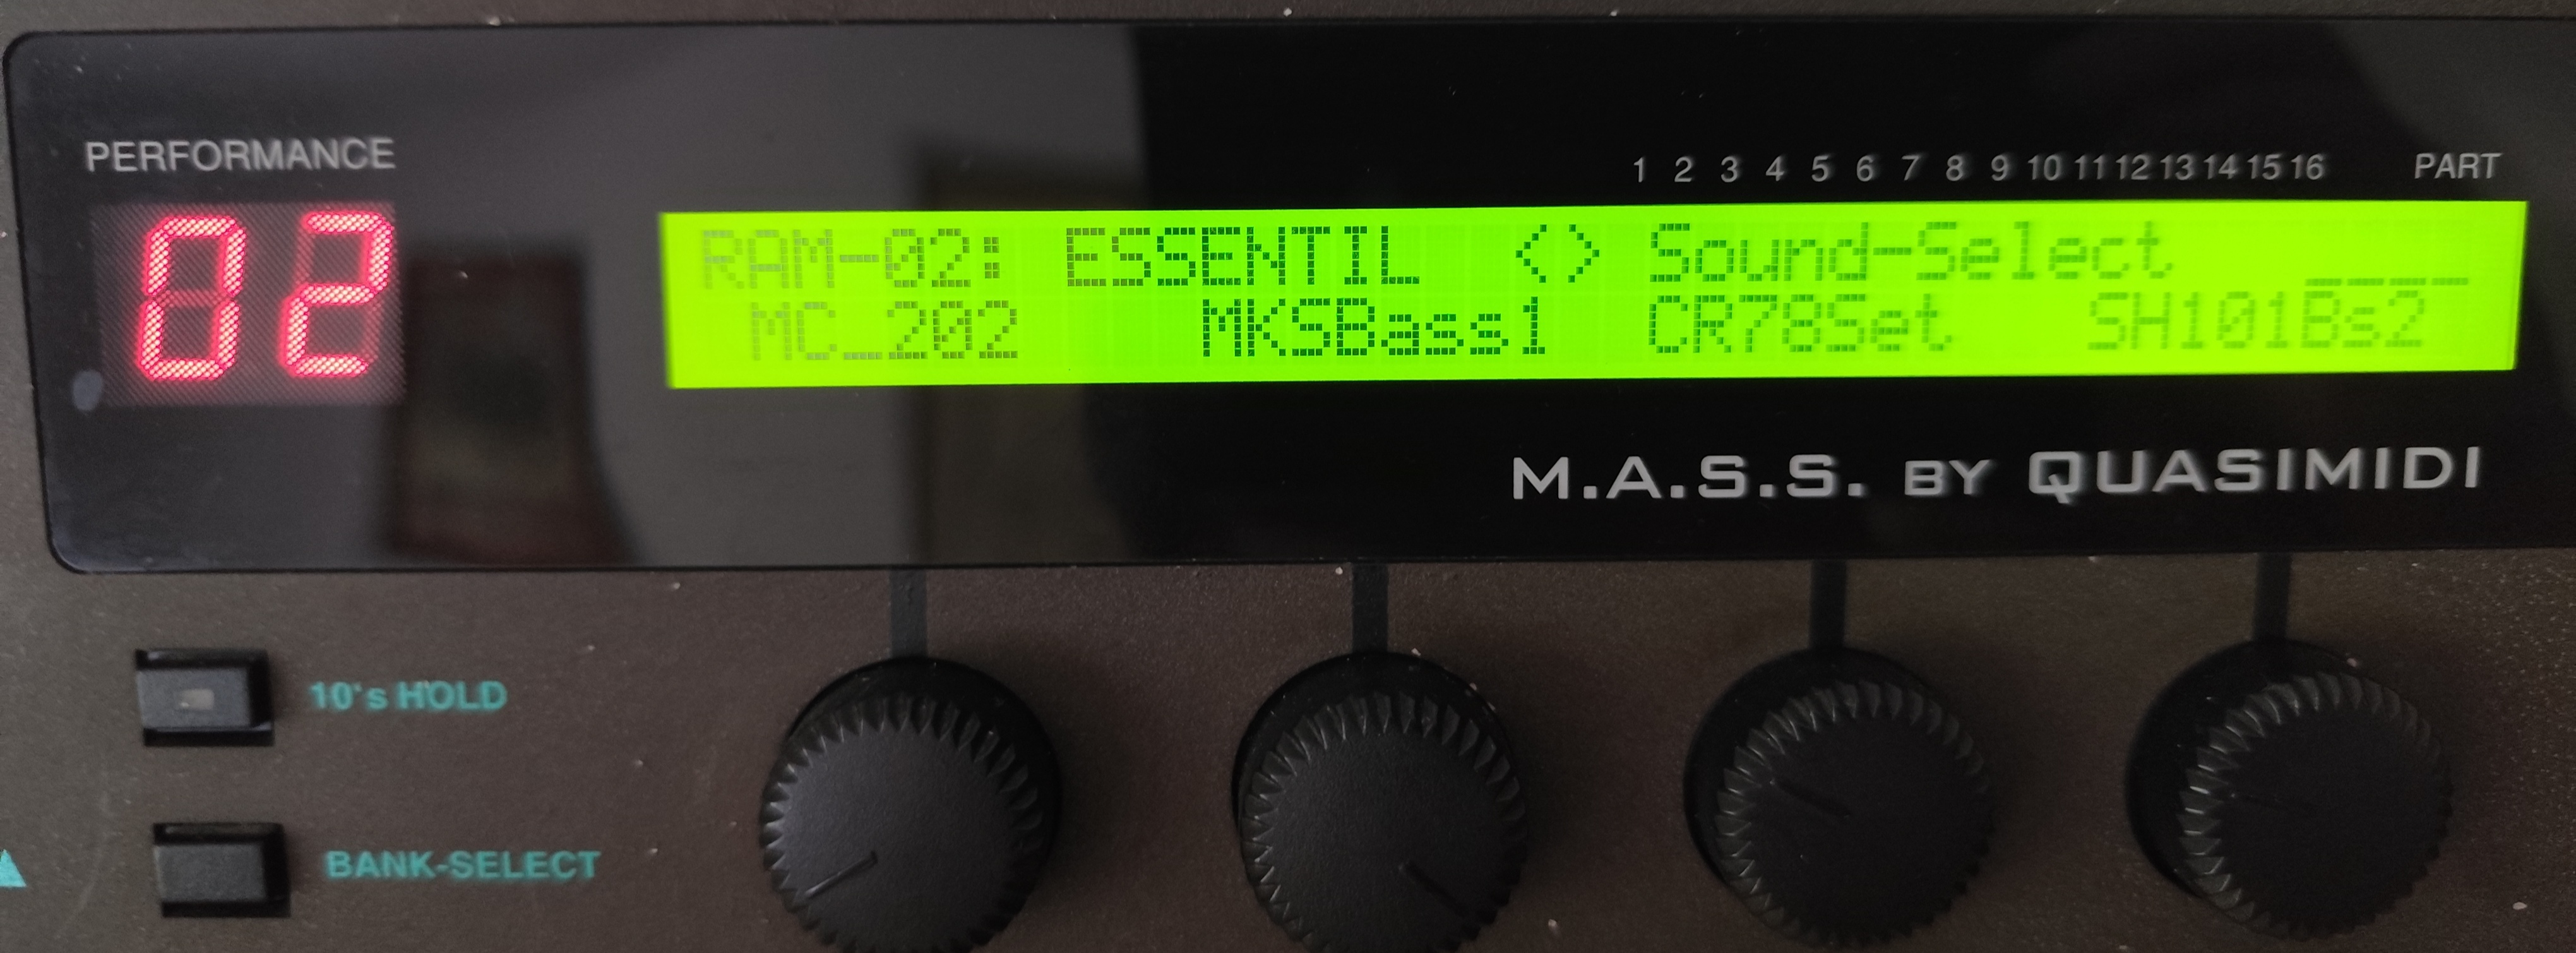 PERFORMANCE
1 2 3 4 5 6 7 8 9 10 11 12 13 14 15 16 PART
02
RAM-02: ESSENTIL <> Sound-Select
MC_202 MKSBass1 CR78Set SH101Bs2
M.A.S.S. BY QUASIMIDI
10's HOLD
BANK-SELECT